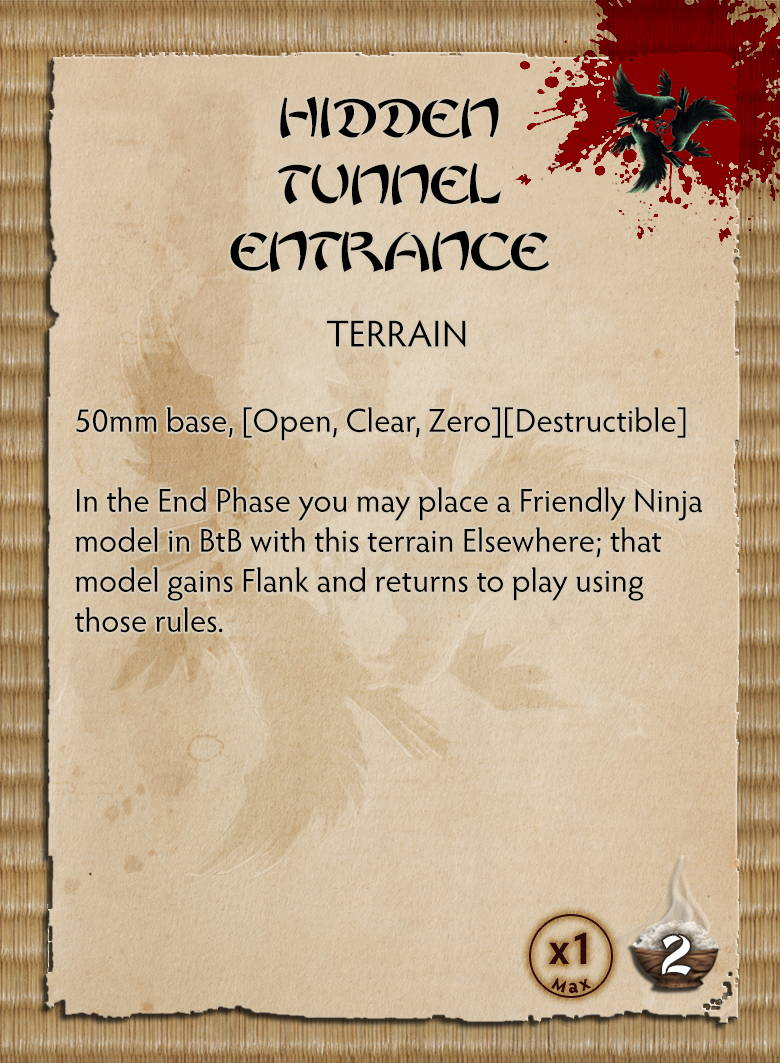 HIDDEN
TUNNEL
ENTRANCE
TERRAIN
50mm base, [Open, Clear, Zero][Destructible]
In the End Phase you may place a Friendly Ninja
model in BtB with this terrain Elsewhere; that
model gains Flank and returns to play using
those rules.
x1
Max
2